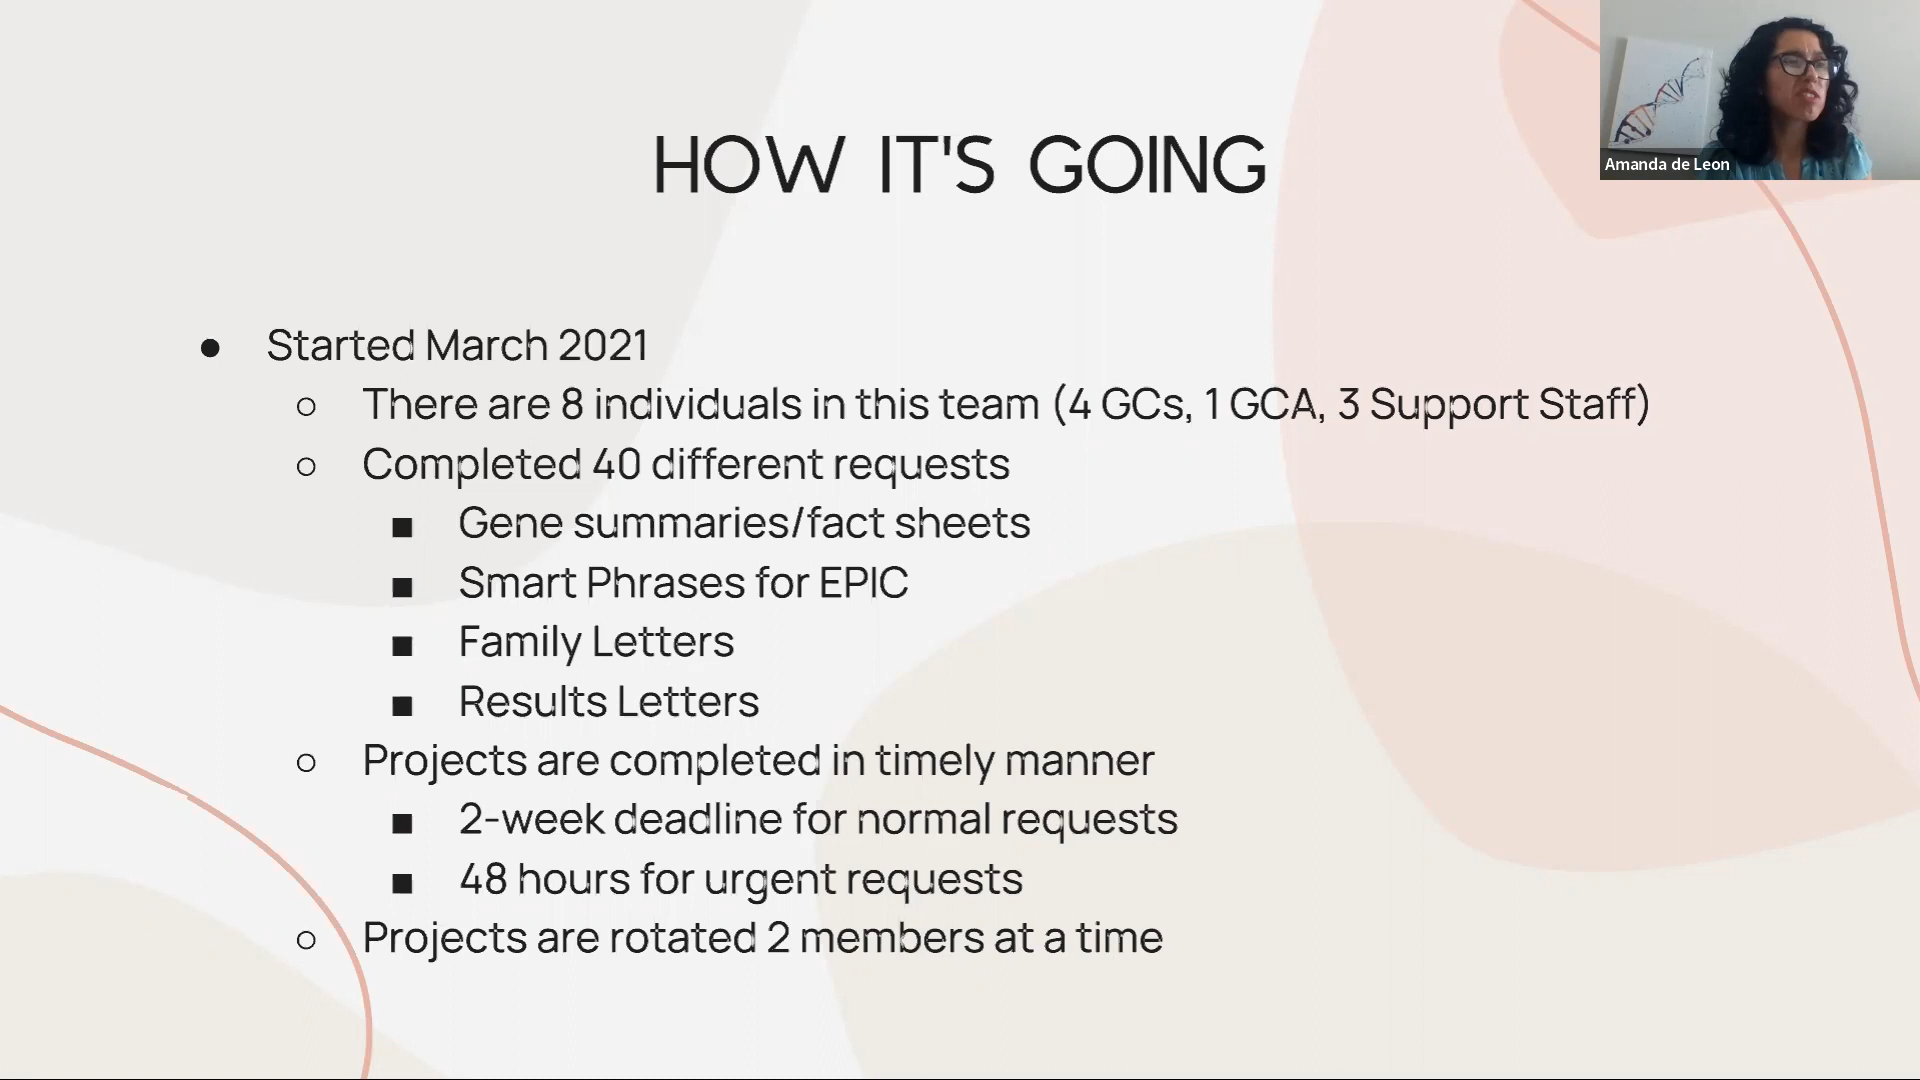 HOW IT'S GOING
Amanda de Leon
● Started March 2021
○ There are 8 individuals in this team (4 GCs, 1 GCA, 3 Support Staff)
○ Completed 40 different requests
■ Gene summaries/fact sheets
■ Smart Phrases for EPIC
■ Family Letters
■ Results Letters
○ Projects are completed in timely manner
■ 2-week deadline for normal requests
■ 48 hours for urgent requests
○ Projects are rotated 2 members at a time